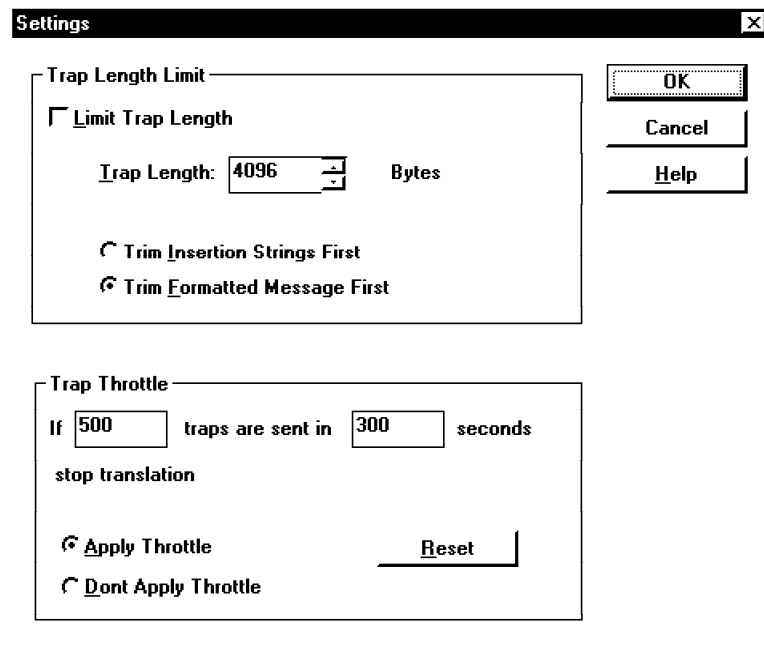 Settings
Trap Length Limit
OK
Limit Trap Length
Cancel
Trap Length: 4096 Bytes
Help
Trim Insertion Strings First
Trim Formatted Message First
Trap Throttle
If 500 traps are sent in 300 seconds
stop translation
Apply Throttle
Reset
Dont Apply Throttle